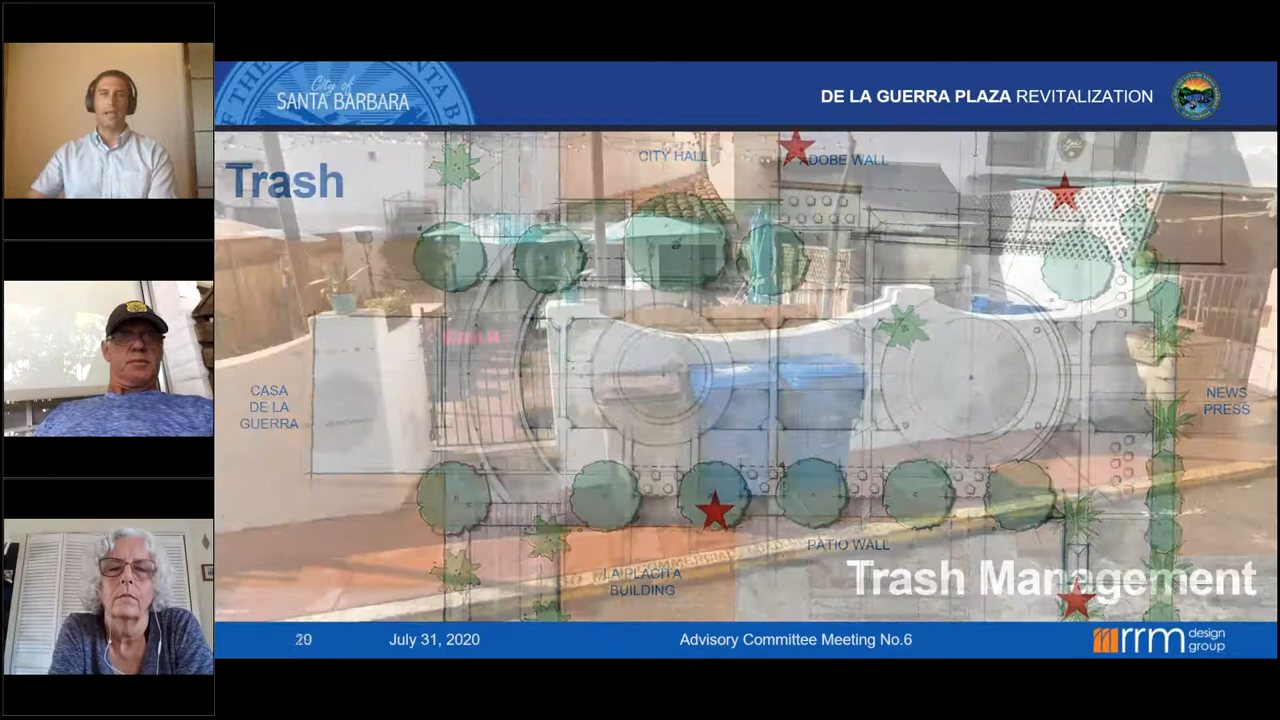 City of
SANTA BARBARA
DE LA GUERRA PLAZA REVITALIZATION
Trash
CITY HALL
ADOBE WALL
CASA
DE LA
GUERRA
NEWS
PRESS
PATIO WALL
LA PLACITA
BUILDING
COMMERCIAL
Trash Management
July 31, 2020
Advisory Committee Meeting No.6
rrm design
group